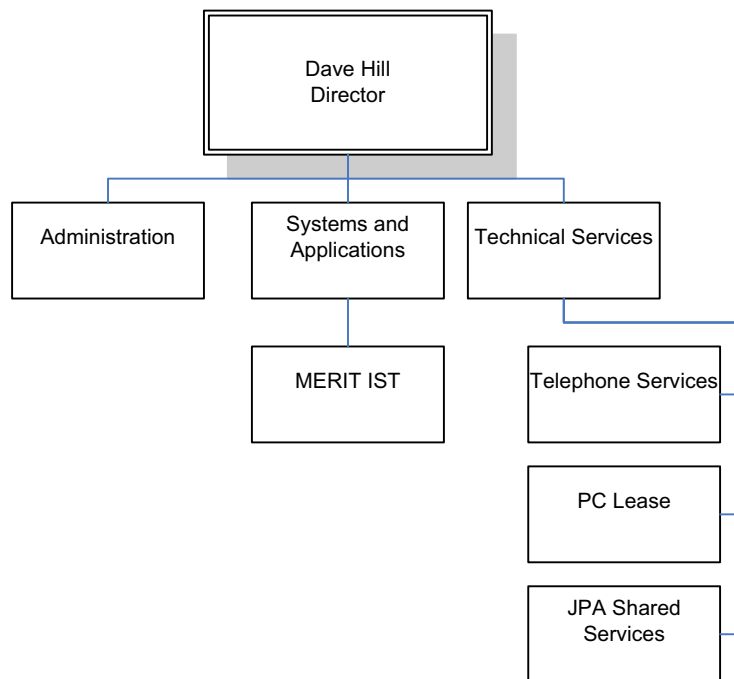 Dave Hill
Director
Administration
Systems and
Applications
Technical Services
MERIT IST
Telephone Services
PC Lease
JPA Shared
Services